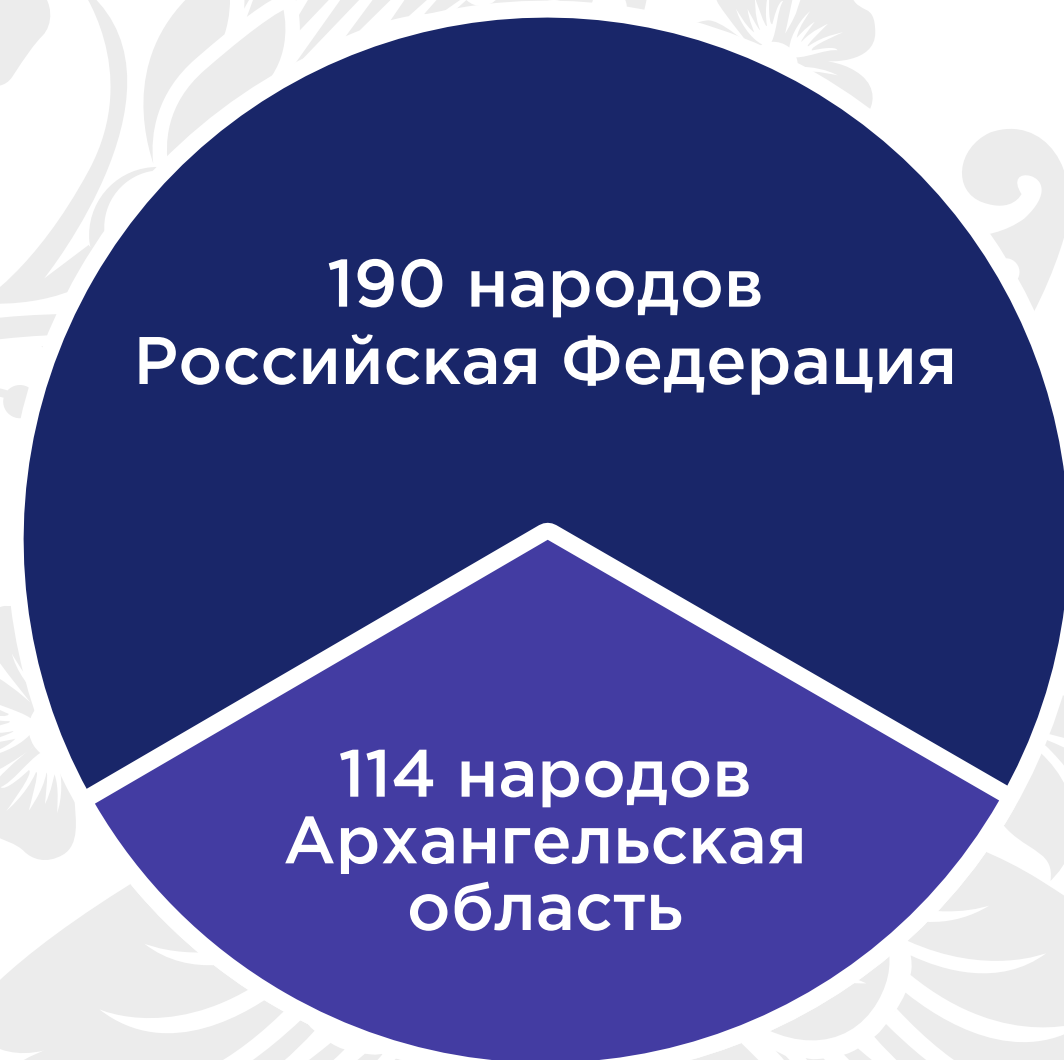 190 народов
Российская Федерация
114 народов
Архангельская
область